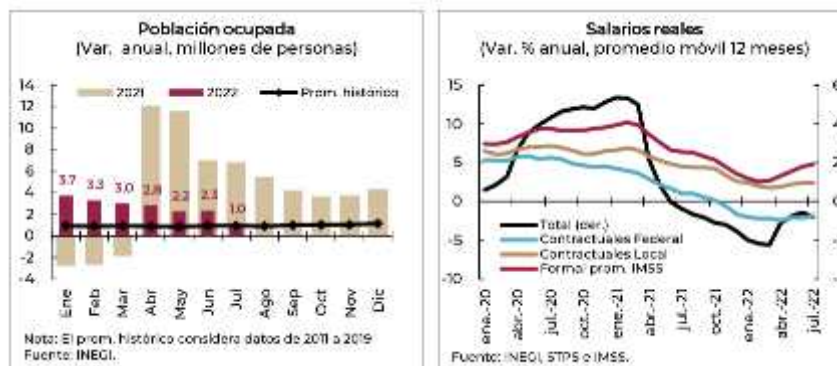 Población ocupada
(Var. anual, millones de personas)
14
12
10
8
6
4
2
0
-2
-4
2021
2022
Prom. histórico
3.7
3.3
3.0
2.8
2.2
2.3
1.0
Ene
Feb
Mar
Abr
May
Jun
Jul
Ago
Sep
Oct
Nov
Dic
Nota: El prom. histórico considera datos de 2011 a 2019
Fuente: INEGI.
Salarios reales
(Var. % anual, promedio móvil 12 meses)
15
10
5
0
-5
-10
Total (der.)
Contractuales Federal
Contractuales Local
Formal prom. IMSS
ene.-20
abr.-20
jul.-20
oct.-20
ene.-21
abr.-21
jul.-21
oct.-21
ene.-22
abr.-22
jul.-22
Fuente: INEGI, STPS e IMSS.